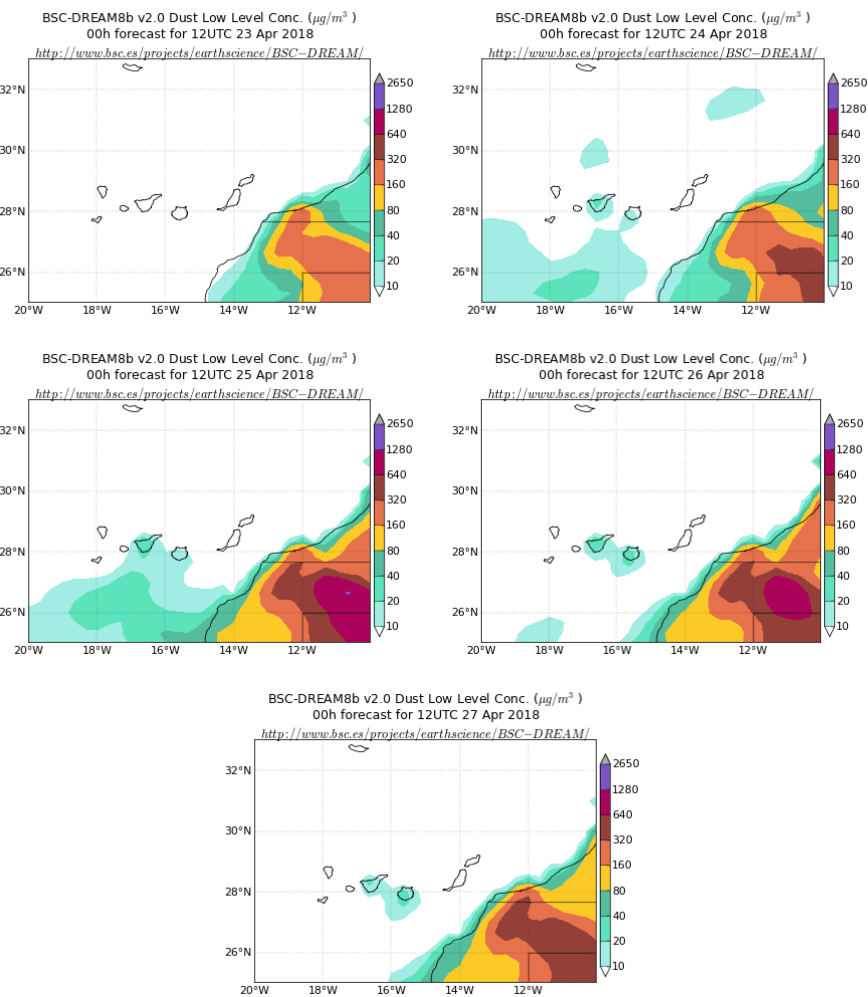 BSC-DREAM8b v2.0 Dust Low Level Conc. (μg/m³ )
00h forecast for 12UTC 23 Apr 2018
http://www.bsc.es/projects/earthscience/BSC−DREAM/
32°N
30°N
28°N
26°N
20°W 18°W 16°W 14°W 12°W
2650
1280
640
320
160
80
40
20
10
BSC-DREAM8b v2.0 Dust Low Level Conc. (μg/m³ )
00h forecast for 12UTC 24 Apr 2018
http://www.bsc.es/projects/earthscience/BSC−DREAM/
32°N
30°N
28°N
26°N
20°W 18°W 16°W 14°W 12°W
2650
1280
640
320
160
80
40
20
10
BSC-DREAM8b v2.0 Dust Low Level Conc. (μg/m³ )
00h forecast for 12UTC 25 Apr 2018
http://www.bsc.es/projects/earthscience/BSC−DREAM/
32°N
30°N
28°N
26°N
20°W 18°W 16°W 14°W 12°W
2650
1280
640
320
160
80
40
20
10
BSC-DREAM8b v2.0 Dust Low Level Conc. (μg/m³ )
00h forecast for 12UTC 26 Apr 2018
http://www.bsc.es/projects/earthscience/BSC−DREAM/
32°N
30°N
28°N
26°N
20°W 18°W 16°W 14°W 12°W
2650
1280
640
320
160
80
40
20
10
BSC-DREAM8b v2.0 Dust Low Level Conc. (μg/m³ )
00h forecast for 12UTC 27 Apr 2018
http://www.bsc.es/projects/earthscience/BSC−DREAM/
32°N
30°N
28°N
26°N
20°W 18°W 16°W 14°W 12°W
2650
1280
640
320
160
80
40
20
10